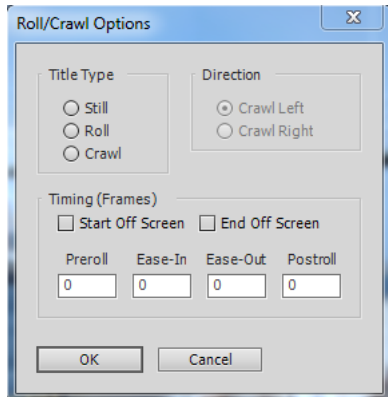 Roll/Crawl Options
Title Type
Still
Roll
Crawl
Direction
Crawl Left
Crawl Right
Timing (Frames)
Start Off Screen End Off Screen
Preroll Ease-In Ease-Out Postroll
0 0 0 0
OK Cancel